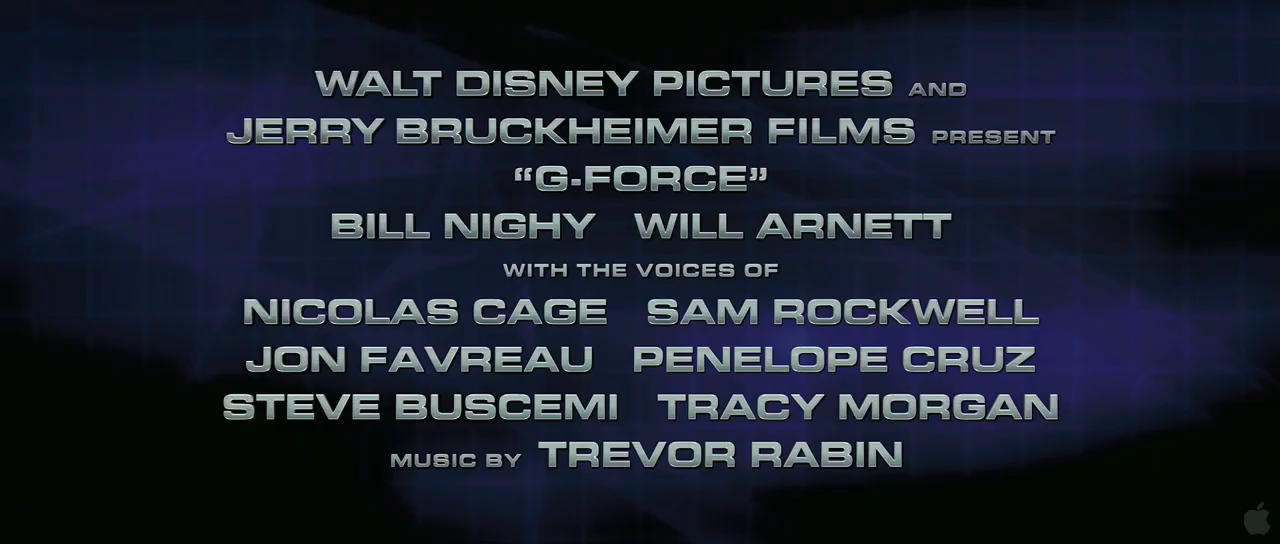 WALT DISNEY PICTURES AND
JERRY BRUCKHEIMER FILMS PRESENT
“G-FORCE”
BILL NIGHY WILL ARNETT
WITH THE VOICES OF
NICOLAS CAGE SAM ROCKWELL
JON FAVREAU PENELOPE CRUZ
STEVE BUSCEMI TRACY MORGAN
MUSIC BY TREVOR RABIN